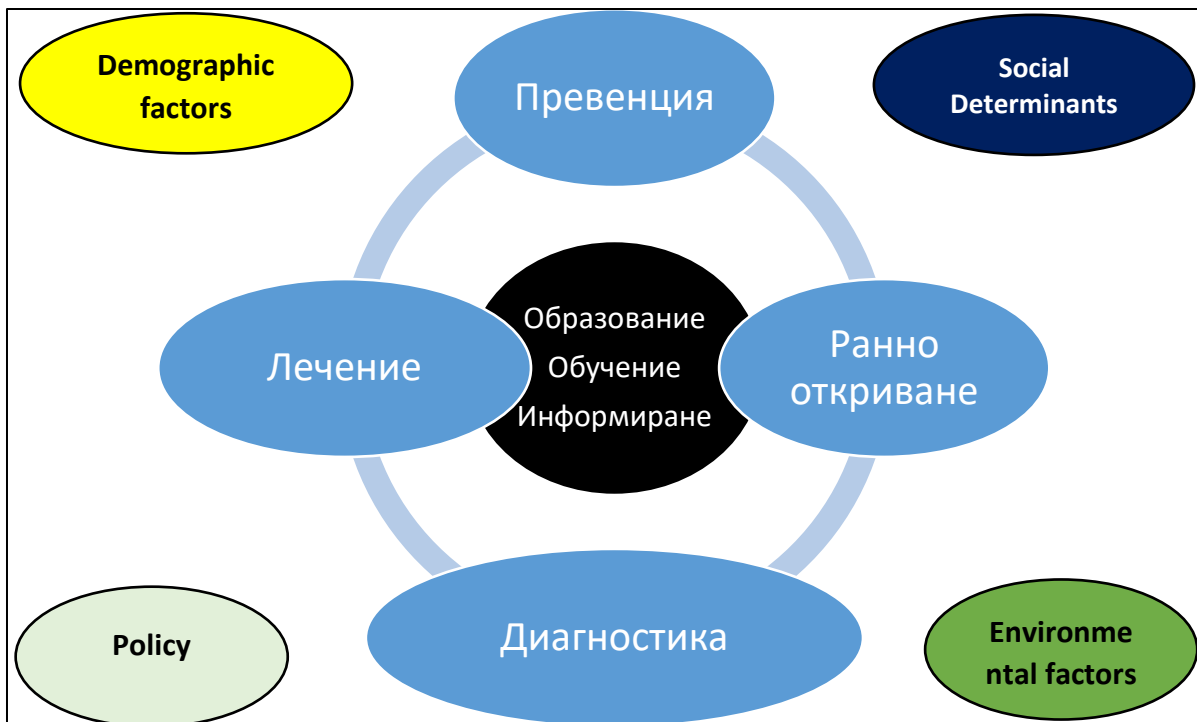 Demographic
factors
Превенция
Social
Determinants
Лечение
Образование
Обучение
Информиране
Ранно
откриване
Policy
Диагностика
Environme
ntal factors